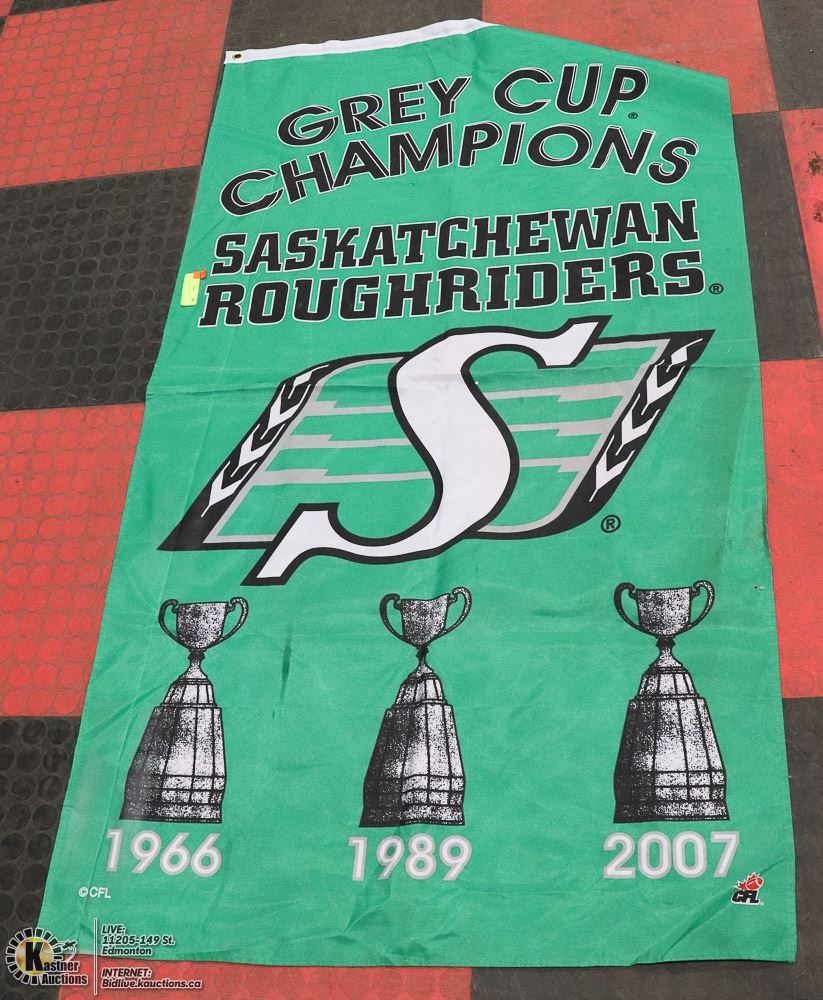 GREY CUP®
CHAMPIONS
SASKATCHEWAN
ROUGHRIDERS®
S
®
1966 1989 2007
©CFL
CFL
Kastner
Auctions
LIVE:
11205-149 St.
Edmonton
INTERNET:
Bidlive.kauctions.ca